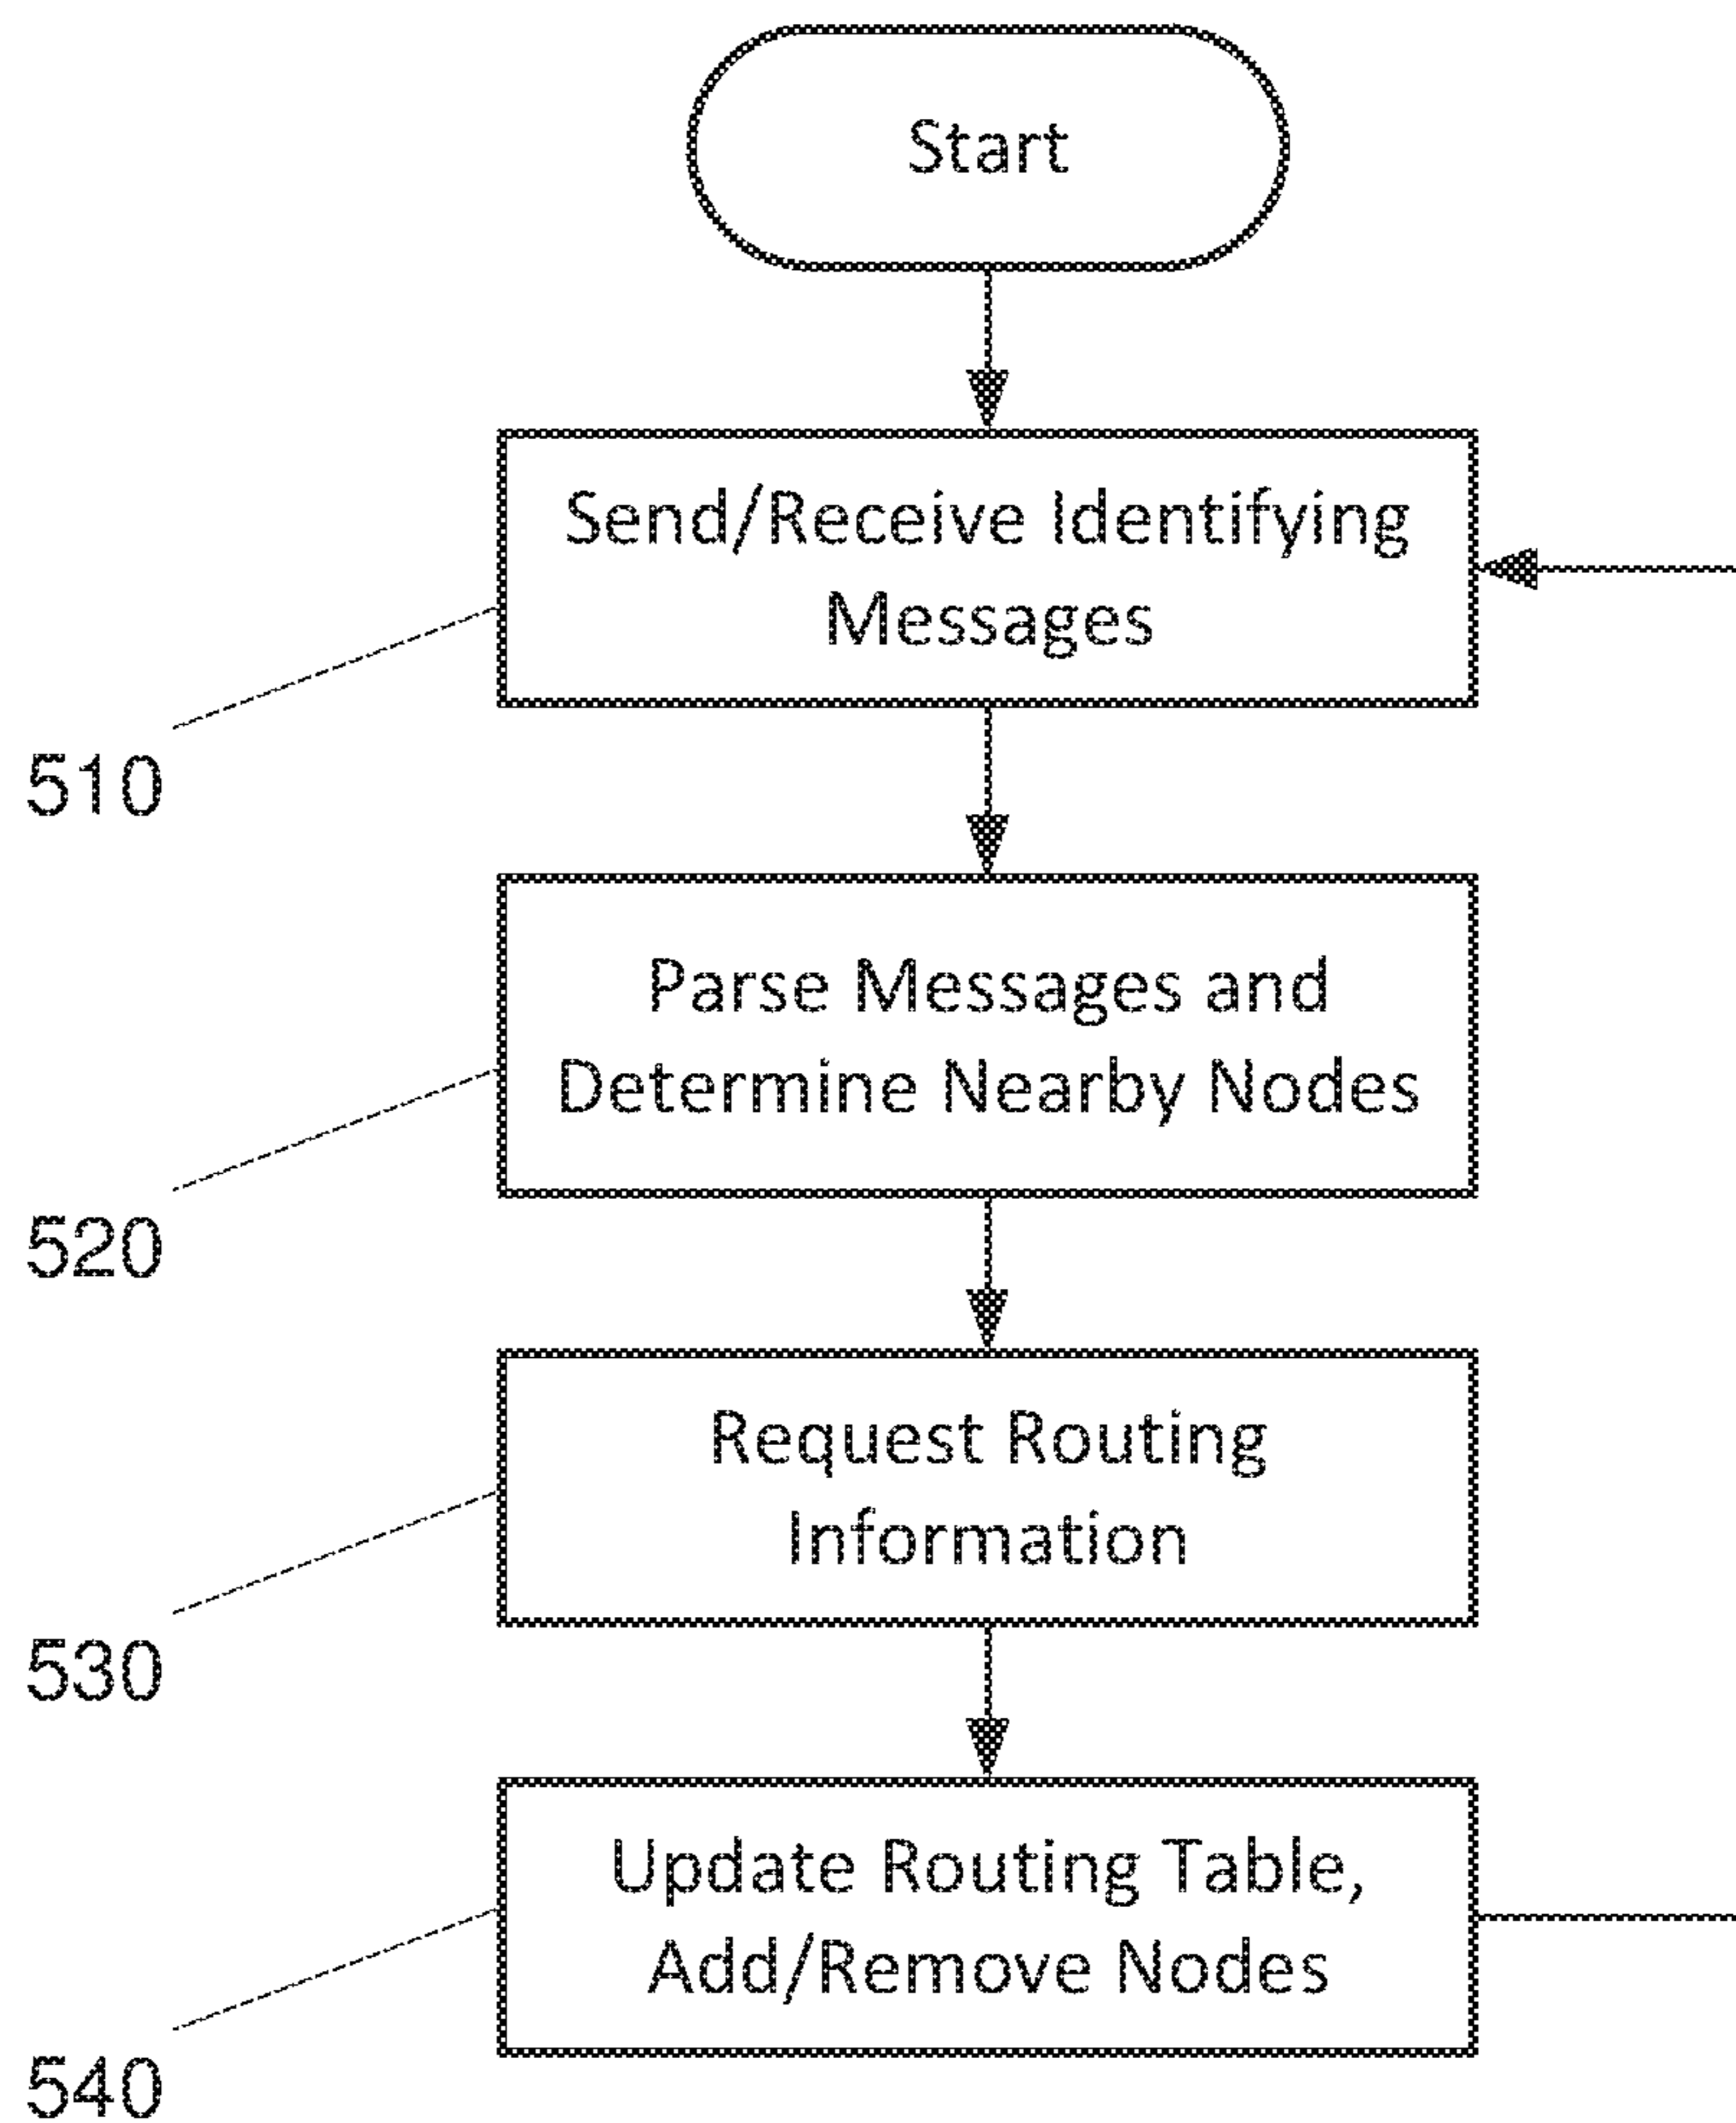 Start
Send/Receive Identifying
Messages
510
Parse Messages and
Determine Nearby Nodes
520
Request Routing
Information
530
Update Routing Table,
Add/Remove Nodes
540